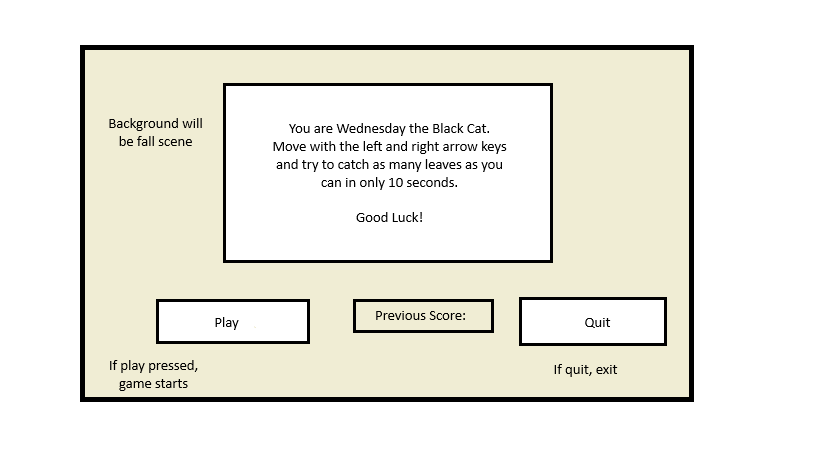 Background will
be fall scene
You are Wednesday the Black Cat.
Move with the left and right arrow keys
and try to catch as many leaves as you
can in only 10 seconds.
Good Luck!
Play
Previous Score:
Quit
If play pressed,
game starts
If quit, exit